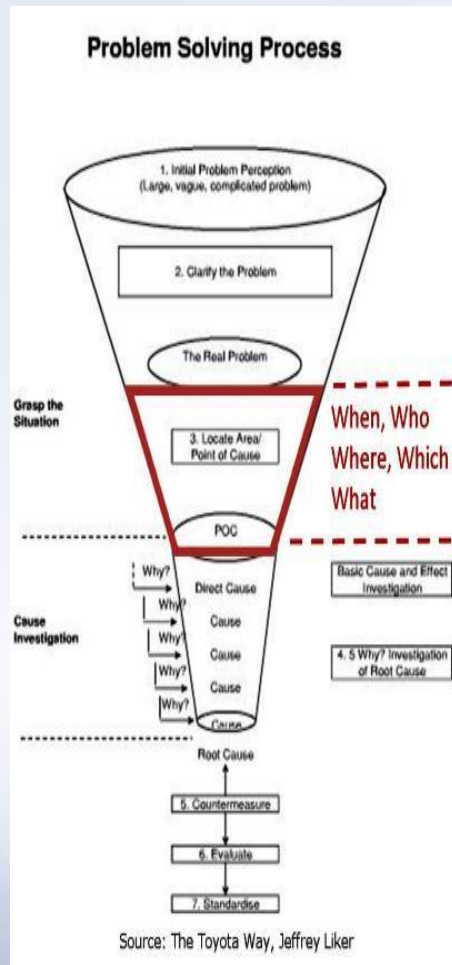 Problem Solving Process
1. Initial Problem Perception
(Large, vague, complicated problem)
2. Clarify the Problem
The Real Problem
Grasp the
Situation
3. Locate Area/
Point of Cause
When, Who
Where, Which
What
POC
Why?
Direct Cause
Basic Cause and Effect
Investigation
Why?
Cause
Cause
Investigation
Why?
Cause
4. 5 Why? Investigation
of Root Cause
Why?
Cause
Why?
Cause
Root Cause
5. Countermeasure
6. Evaluate
7. Standardise
Source: The Toyota Way, Jeffrey Liker